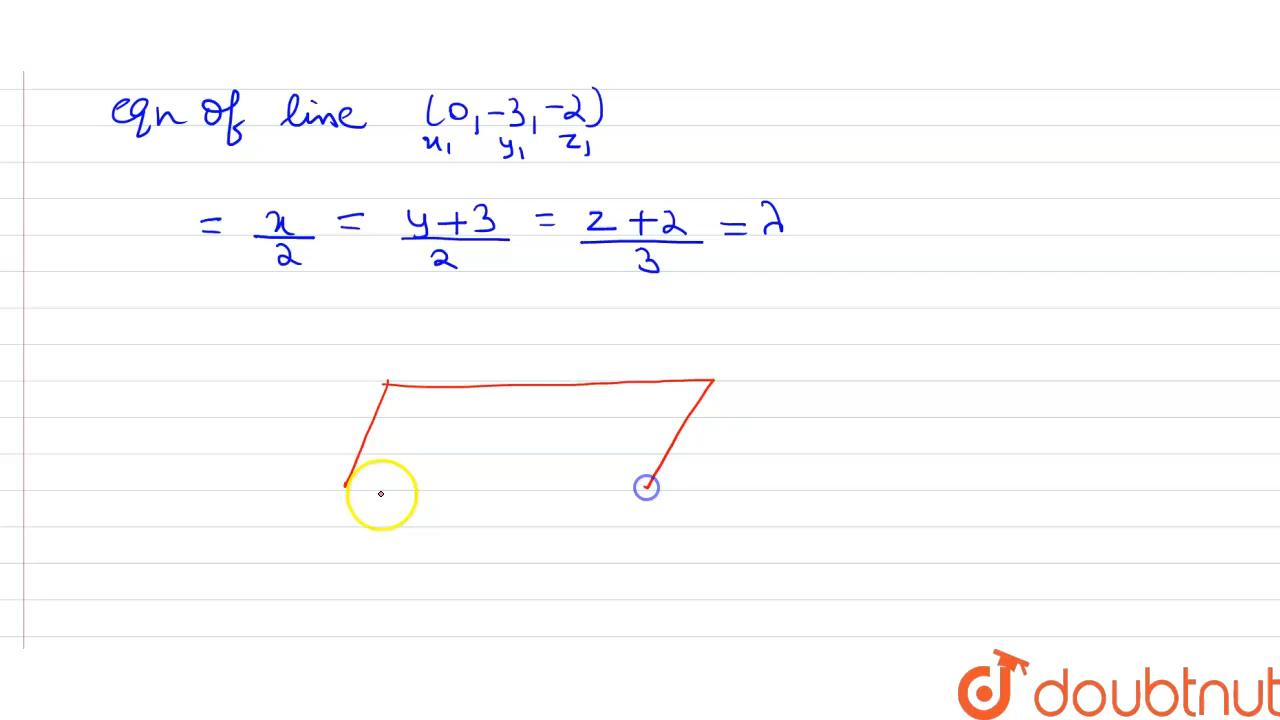 eqn of line (0, -3, -2)
x₁ y₁ z₁
= x/2 = y+3/2 = z+2/3 = λ
doubtnut